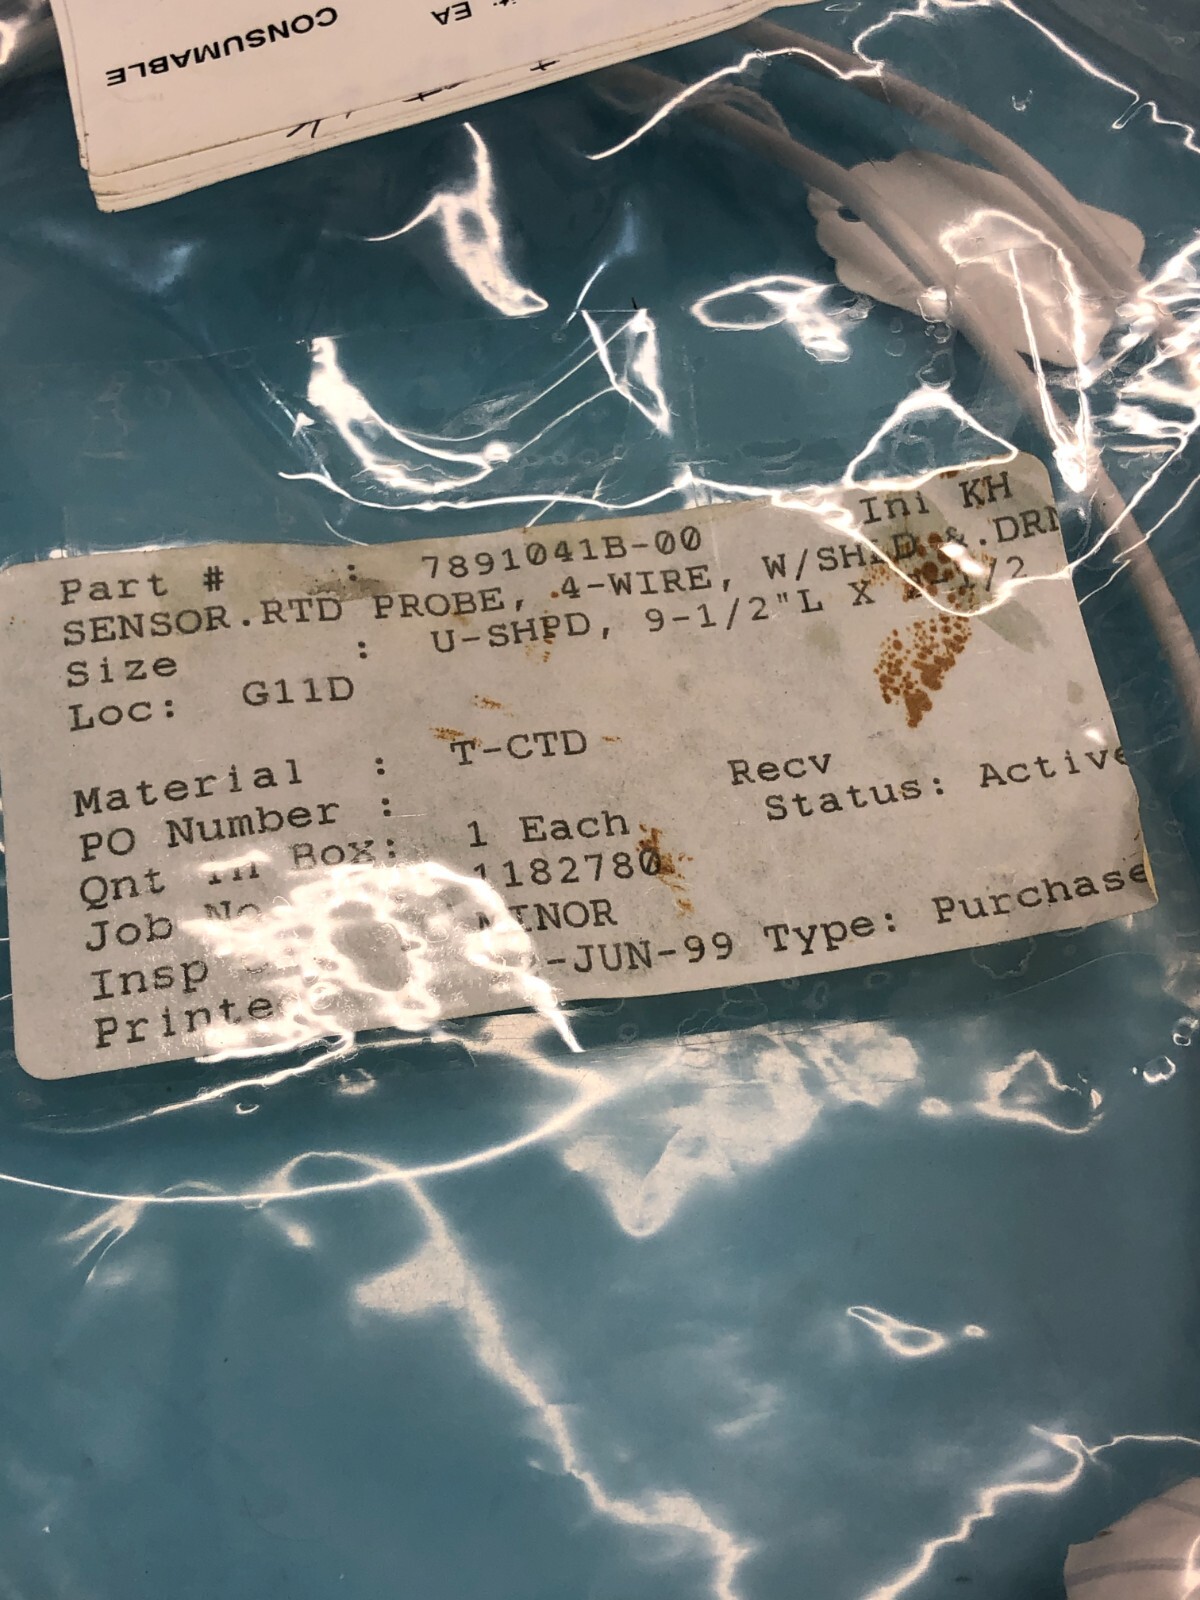 CONSUMABLE
EA
Ini KH
Part # : 7891041B-00
SENSOR.RTD PROBE, .4-WIRE, W/SHLD & .DRN
Size : U-SHPD, 9-1/2"L X
Loc: G11D
Material : T-CTD
PO Number : Recv
Qnt in Box: 1 Each Status: Active
Job No 1182780
Insp MINOR
Printe -JUN-99 Type: Purchase